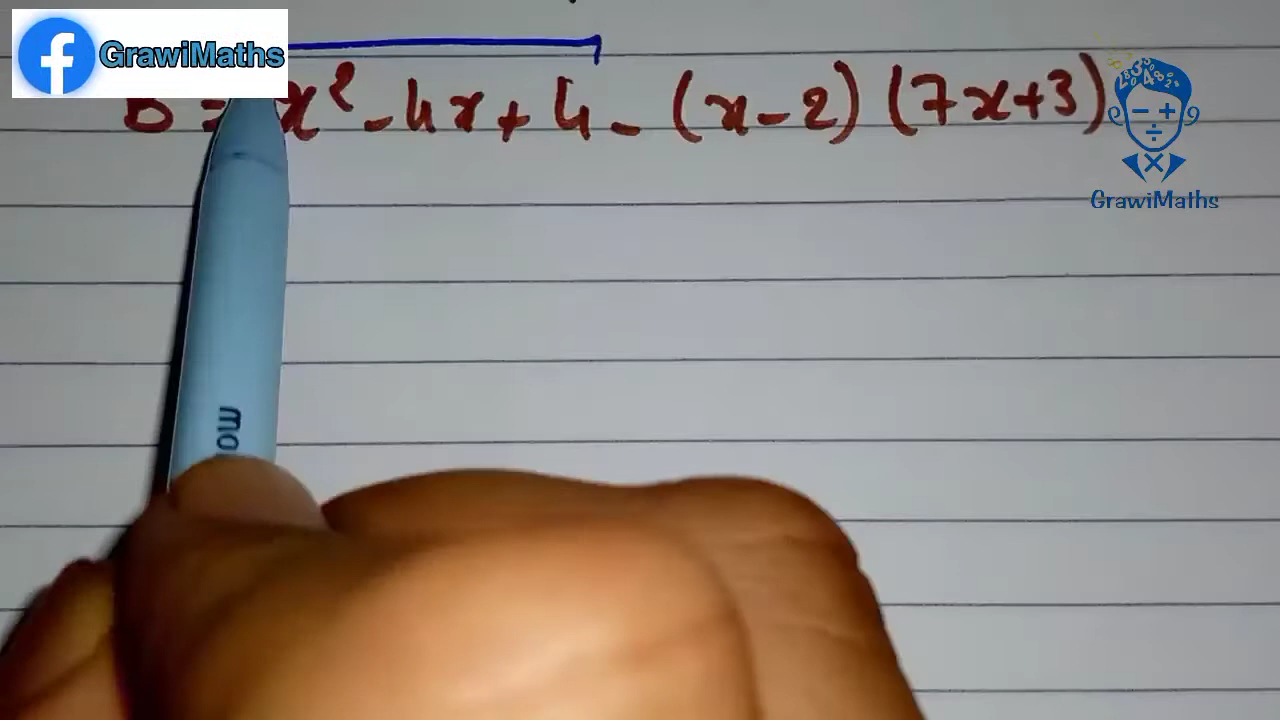 GrawiMaths
B = x² - 4x + 4 - (x - 2) (7x + 3)
GrawiMaths